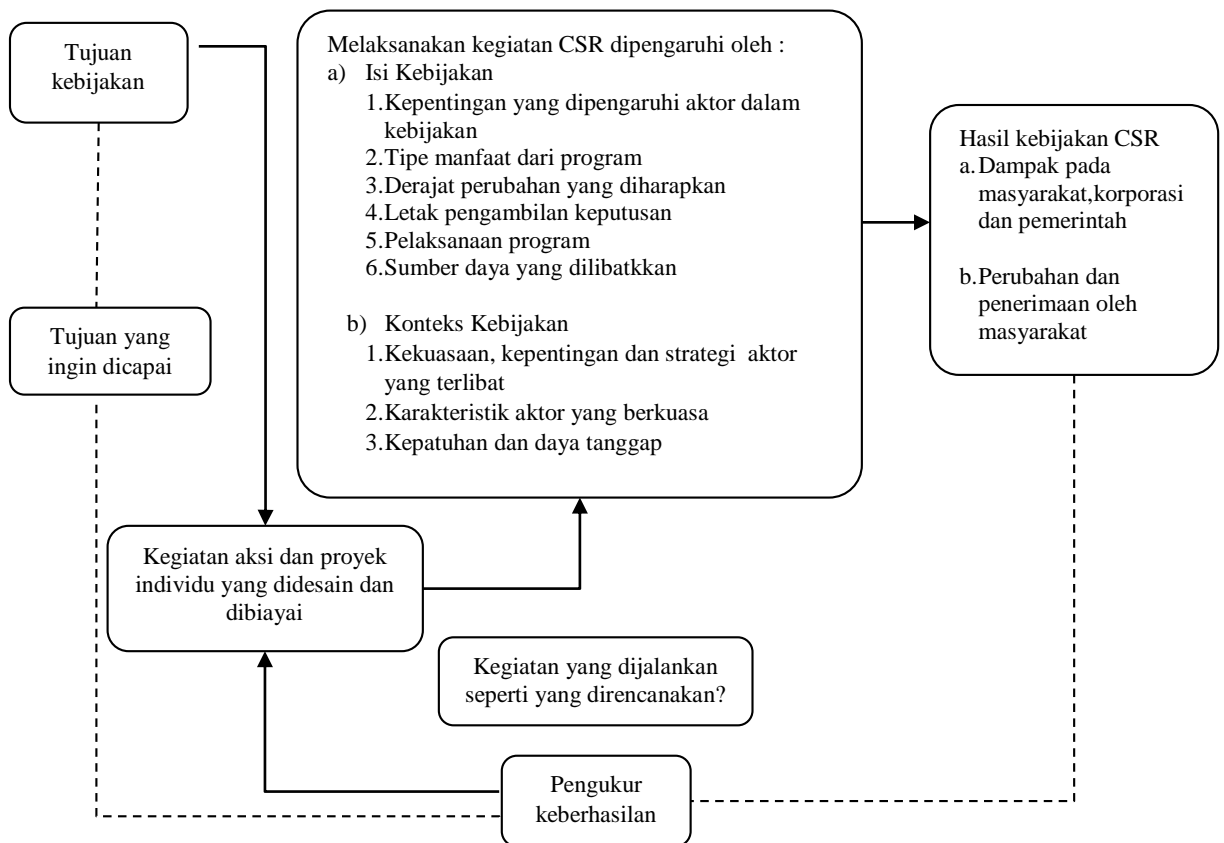 Tujuan
kebijakan
Melaksanakan kegiatan CSR dipengaruhi oleh :
a) Isi Kebijakan
1.Kepentingan yang dipengaruhi aktor dalam
kebijakan
2.Tipe manfaat dari program
3.Derajat perubahan yang diharapkan
4.Letak pengambilan keputusan
5.Pelaksanaan program
6.Sumber daya yang dilibatkkan
b) Konteks Kebijakan
1.Kekuasaan, kepentingan dan strategi aktor
yang terlibat
2.Karakteristik aktor yang berkuasa
3.Kepatuhan dan daya tanggap
Hasil kebijakan CSR
a.Dampak pada
masyarakat,korporasi
dan pemerintah
b.Perubahan dan
penerimaan oleh
masyarakat
Tujuan yang
ingin dicapai
Kegiatan aksi dan proyek
individu yang didesain dan
dibiayai
Kegiatan yang dijalankan
seperti yang direncanakan?
Pengukur
keberhasilan